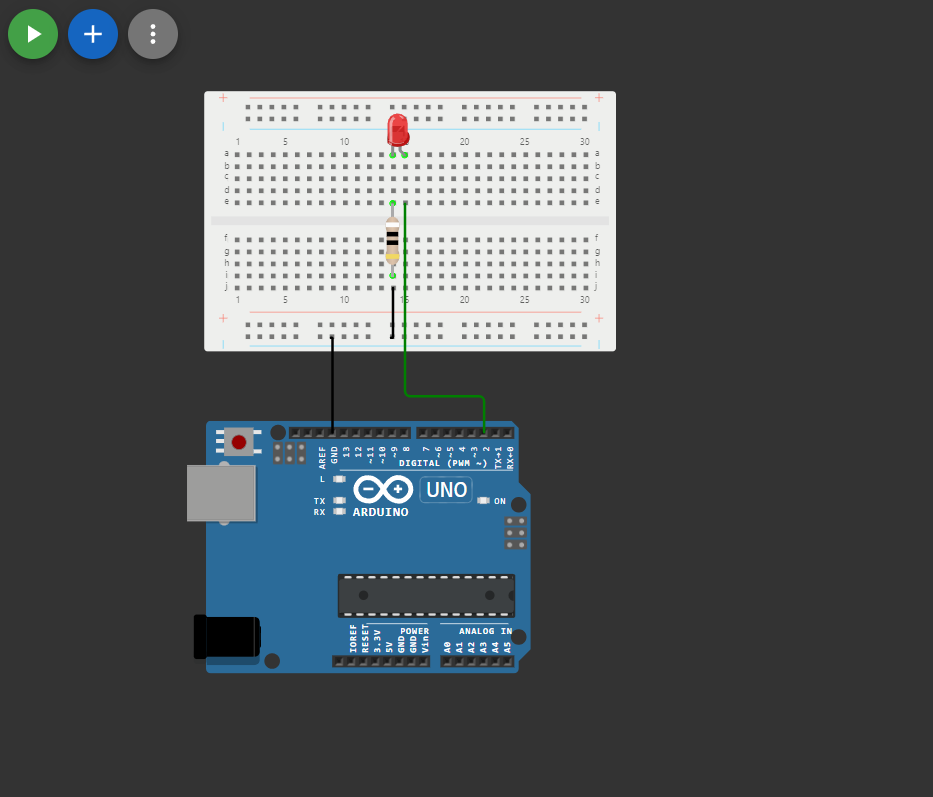 + +
1 5 10 15 20 25 30
a a
b b
c c
d d
e e
f f
g g
h h
i i
j j
1 5 10 15 20 25 30
+ +
AREF
GND
13
12
~11
~10
~9
8
7
~6
~5
4
~3
2
TX→1
RX←0
DIGITAL (PWM ~)
L
TX
RX
UNO
ON
ARDUINO
IOREF
RESET
3.3V
5V
GND
GND
Vin
POWER
ANALOG IN
A0
A1
A2
A3
A4
A5